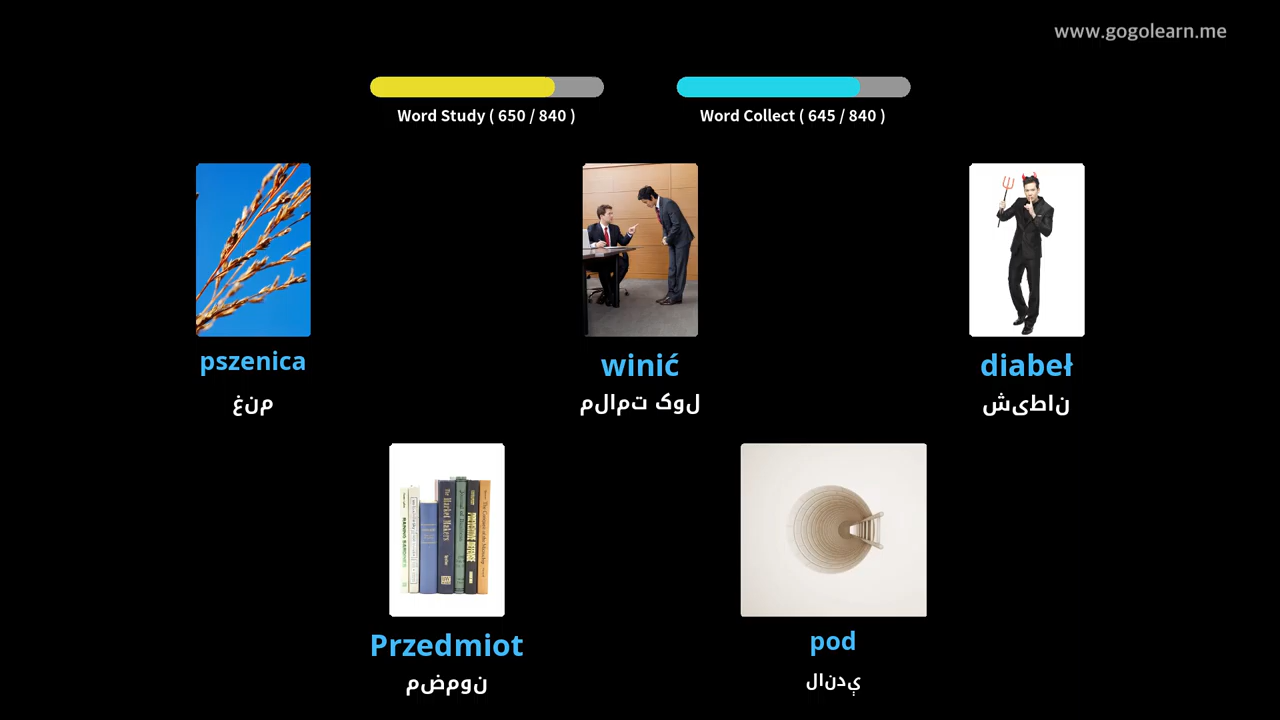 www.gogolearn.me
Word Study ( 650 / 840 )
Word Collect ( 645 / 840 )
pszenica
غنم
winić
ملامت کول
diabeł
شیطان
Przedmiot
مضمون
pod
لاندې